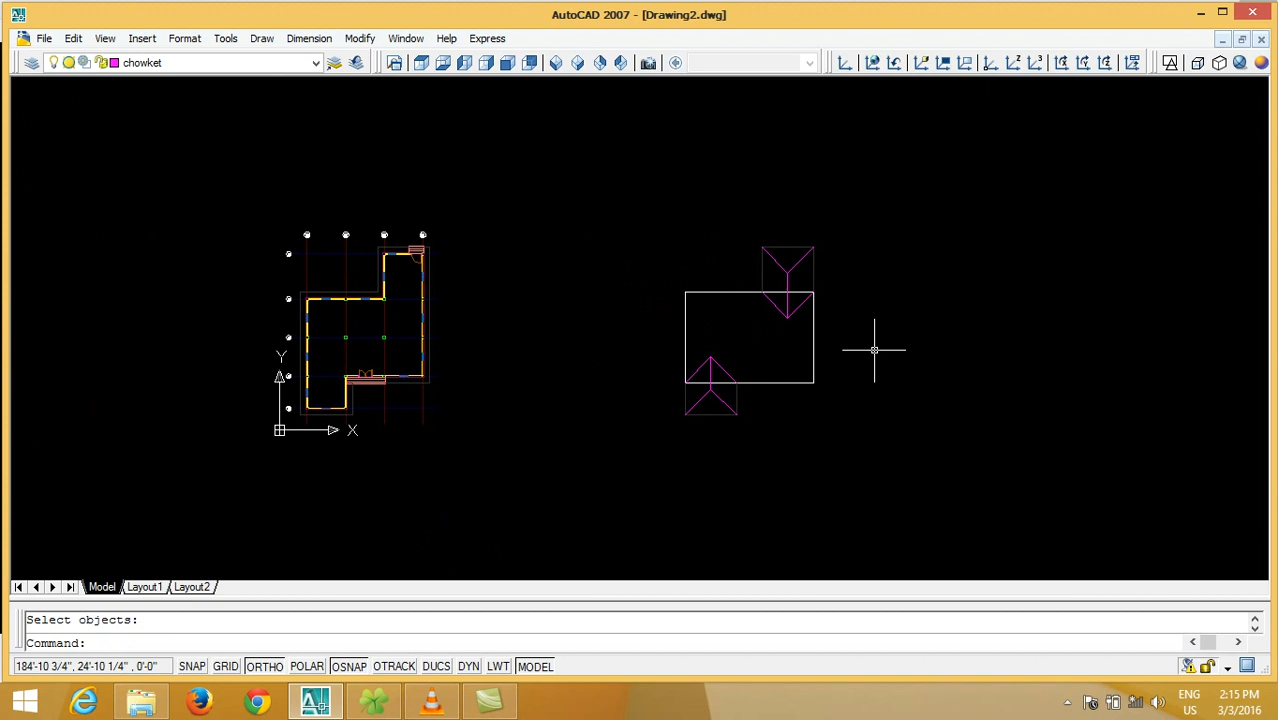 AutoCAD 2007 - [Drawing2.dwg]
File Edit View Insert Format Tools Draw Dimension Modify Window Help Express
chowket
Y
X
Model Layout1 Layout2
Select objects:
Command:
184'-10 3/4", 24'-10 1/4" , 0'-0" SNAP GRID ORTHO POLAR OSNAP OTRACK DUCS DYN LWT MODEL
ENG 2:15 PM
US 3/3/2016